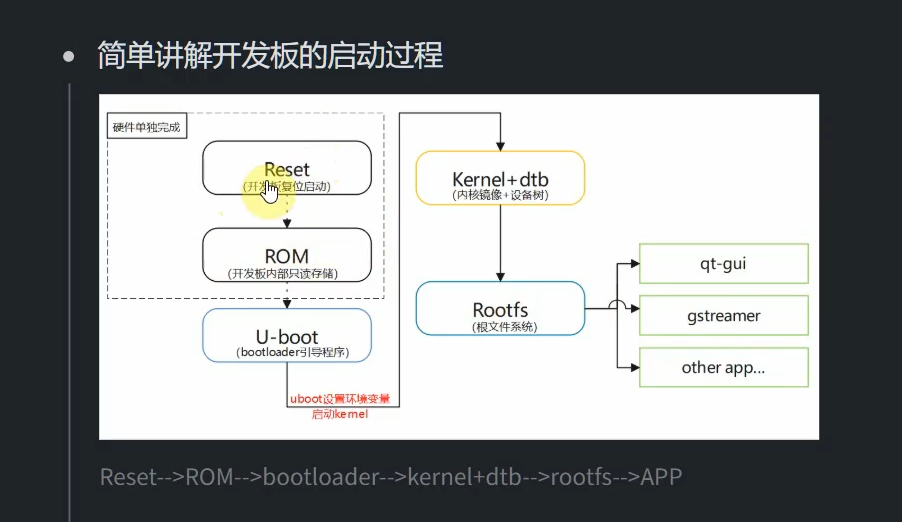 简单讲解开发板的启动过程
硬件单独完成
Reset
(开发板复位启动)
ROM
(开发板内部只读存储)
U-boot
(bootloader引导程序)
uboot设置环境变量
启动kernel
Kernel+dtb
(内核镜像+设备树)
Rootfs
(根文件系统)
qt-gui
gstreamer
other app...
Reset-->ROM-->bootloader-->kernel+dtb-->rootfs-->APP